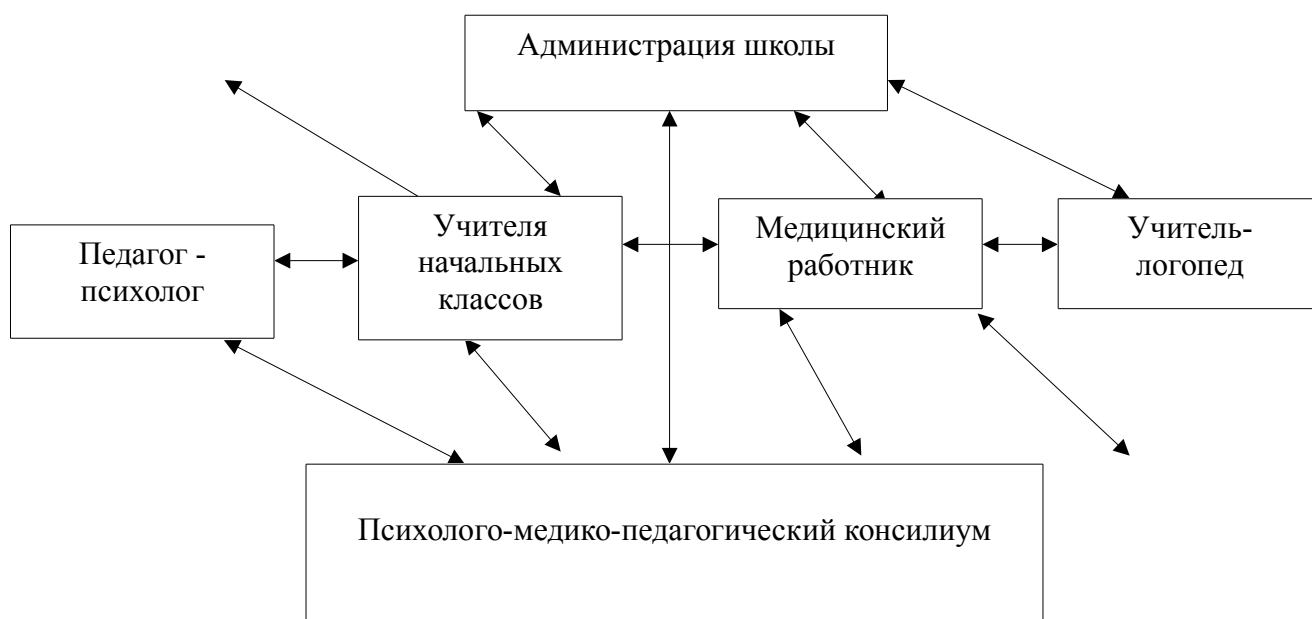 Администрация школы
Педагог -
психолог
Учителя
начальных
классов
Медицинский
работник
Учитель-
логопед
Психолого-медико-педагогический консилиум